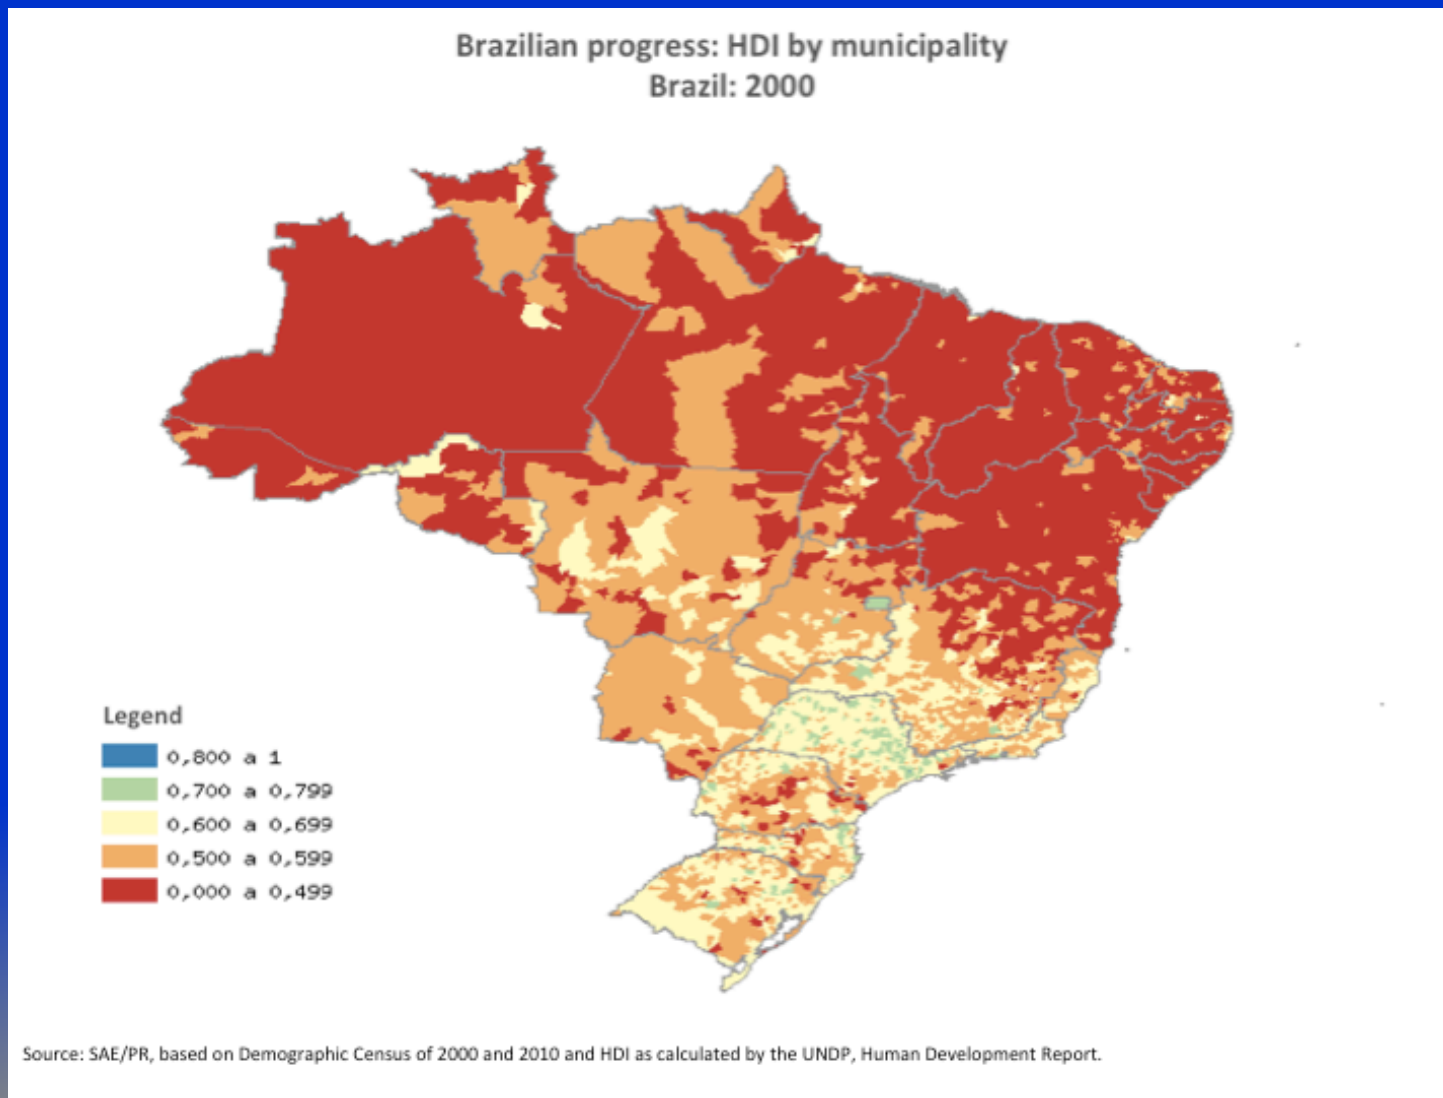 Brazilian progress: HDI by municipality
Brazil: 2000
Legend
0,800 a 1
0,700 a 0,799
0,600 a 0,699
0,500 a 0,599
0,000 a 0,499
Source: SAE/PR, based on Demographic Census of 2000 and 2010 and HDI as calculated by the UNDP, Human Development Report.